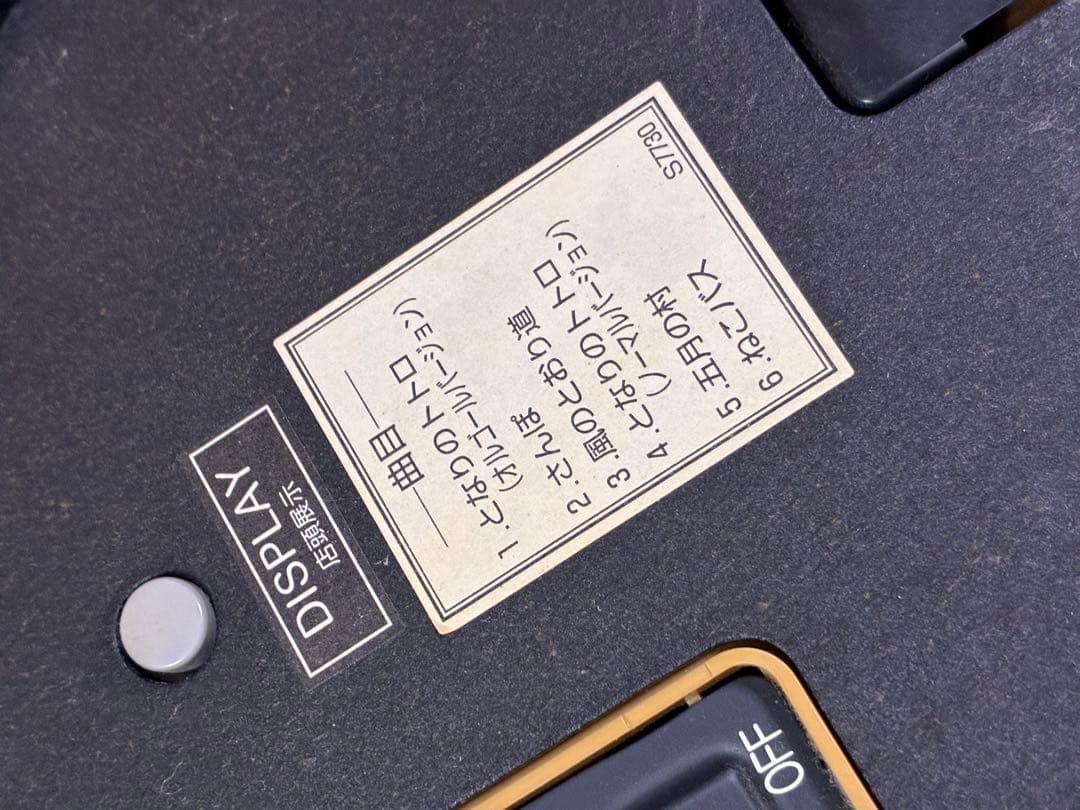 DISPLAY
店頭展示
曲目
1.となりのトトロ
(オルゴールバージョン)
2.さんぽ
3.風のとおり道
4.となりのトトロ
(ノーマルバージョン)
5.五月の村
6.ねこバス
S7730
OFF